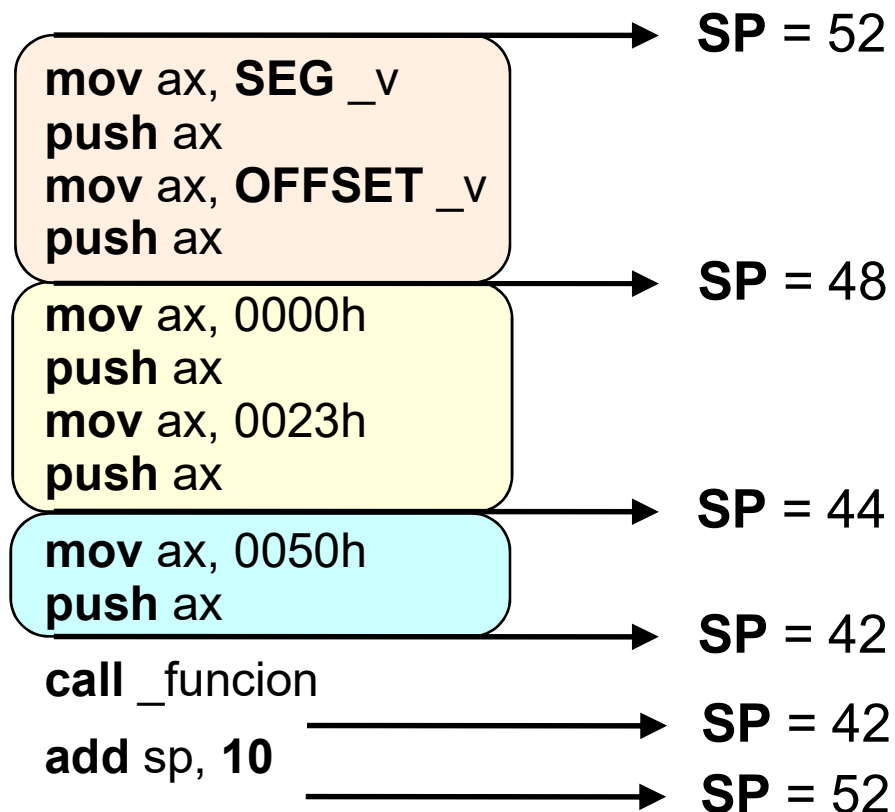 SP = 52
mov ax, SEG _v
push ax
mov ax, OFFSET _v
push ax
SP = 48
mov ax, 0000h
push ax
mov ax, 0023h
push ax
SP = 44
mov ax, 0050h
push ax
SP = 42
call _funcion
SP = 42
add sp, 10
SP = 52